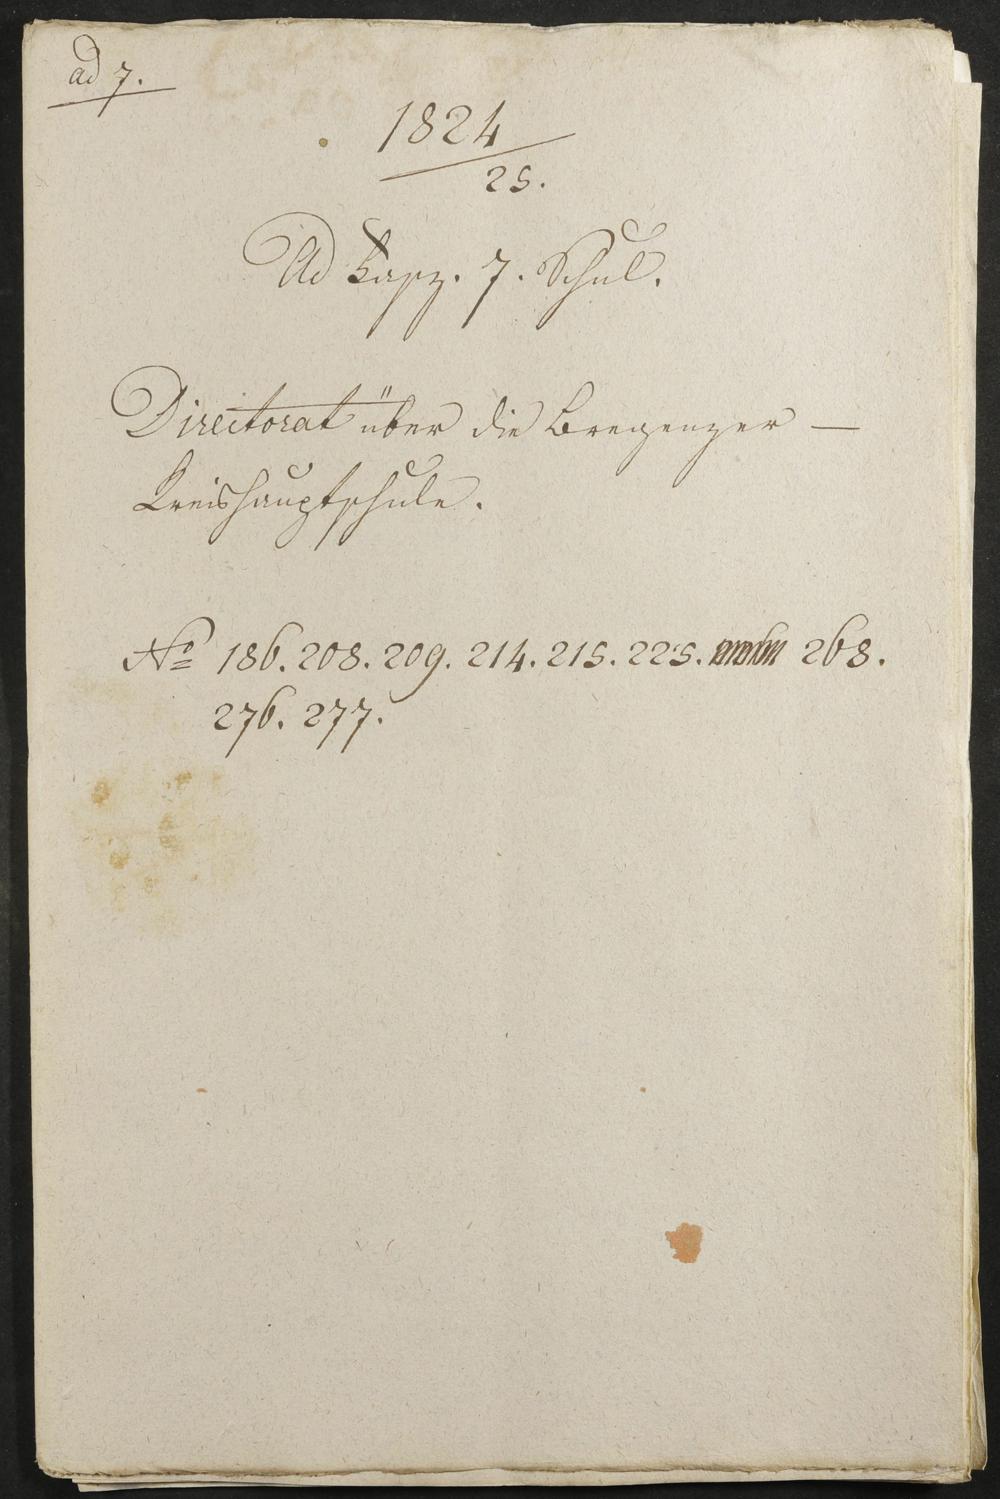 ad 7.
1824
25.
Ad Fasz. 7. Schul.
Directorat über die Bregenzer —
Kreishauptschule.
No 186. 208. 209. 214. 215. 225. 268.
276. 277.